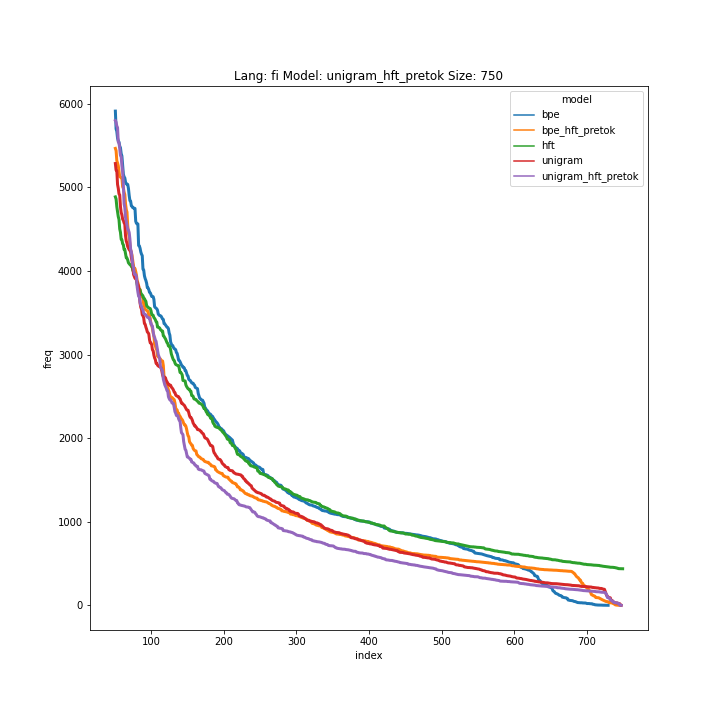 Lang: fi Model: unigram_hft_pretok Size: 750
6000
5000
4000
3000
2000
1000
0
freq
100 200 300 400 500 600 700
index
model
bpe
bpe_hft_pretok
hft
unigram
unigram_hft_pretok